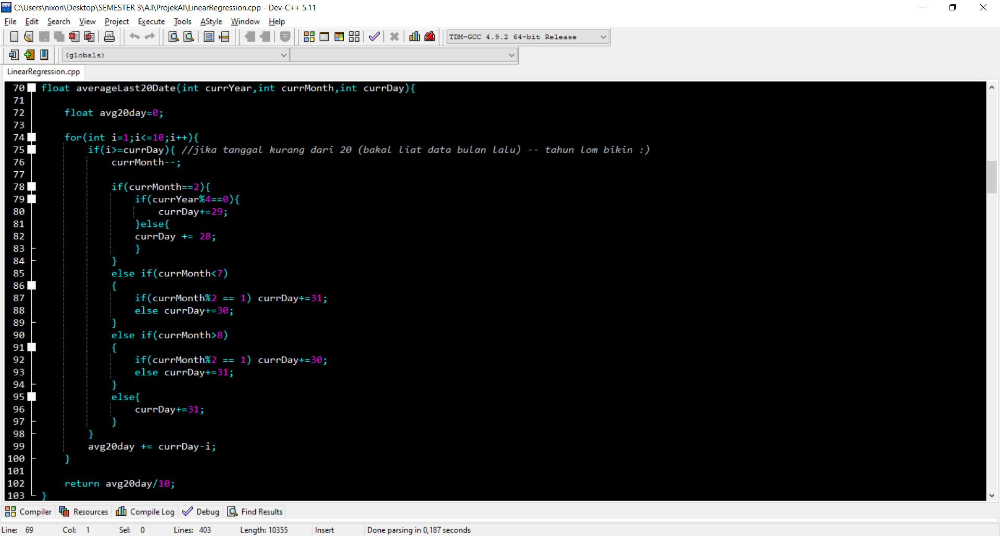 C:\Users\nixon\Desktop\SEMESTER 3\A.I\ProjekAI\LinearRegression.cpp - Dev-C++ 5.11
File Edit Search View Project Execute Tools AStyle Window Help
TDM-GCC 4.9.2 64-bit Release
(globals)
LinearRegression.cpp
70 float averageLast20Date(int currYear,int currMonth,int currDay){
71
72     float avg20day=0;
73
74     for(int i=1;i<=10;i++){
75         if(i>=currDay){ //jika tanggal kurang dari 20 (bakal liat data bulan lalu) -- tahun lom bikin :)
76             currMonth--;
77
78             if(currMonth==2){
79                 if(currYear%4==0){
80                     currDay+=29;
81                 }else{
82                 currDay += 28;
83                 }
84             }
85             else if(currMonth<7)
86             {
87                 if(currMonth%2 == 1) currDay+=31;
88                 else currDay+=30;
89             }
90             else if(currMonth>8)
91             {
92                 if(currMonth%2 == 1) currDay+=30;
93                 else currDay+=31;
94             }
95             else{
96                 currDay+=31;
97             }
98         }
99         avg20day += currDay-i;
100     }
101
102     return avg20day/10;
103 }
Compiler Resources Compile Log Debug Find Results
Line: 69 Col: 1 Sel: 0 Lines: 403 Length: 10355 Insert Done parsing in 0,187 seconds